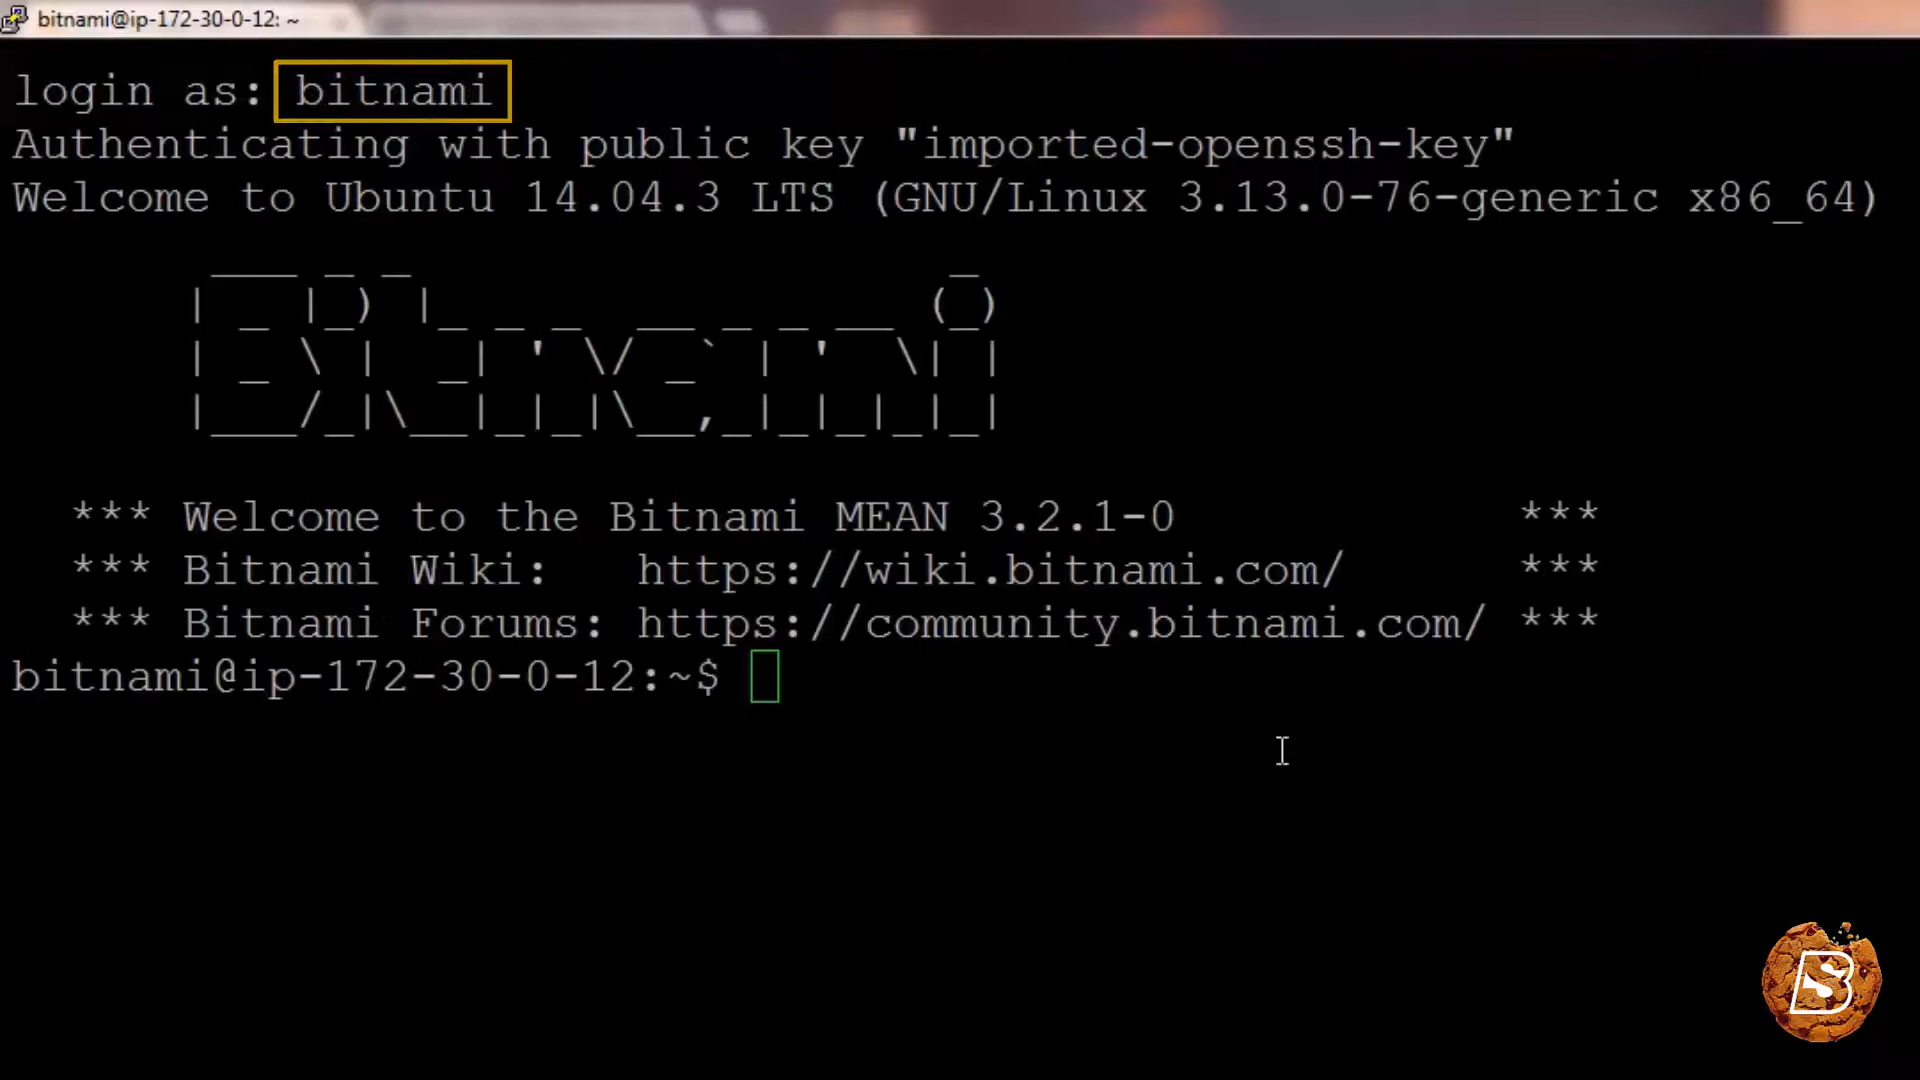 bitnami@ip-172-30-0-12: ~
login as: bitnami
Authenticating with public key "imported-openssh-key"
Welcome to Ubuntu 14.04.3 LTS (GNU/Linux 3.13.0-76-generic x86_64)
Bitnami
*** Welcome to the Bitnami MEAN 3.2.1-0 ***
*** Bitnami Wiki: https://wiki.bitnami.com/ ***
*** Bitnami Forums: https://community.bitnami.com/ ***
bitnami@ip-172-30-0-12:~$
B